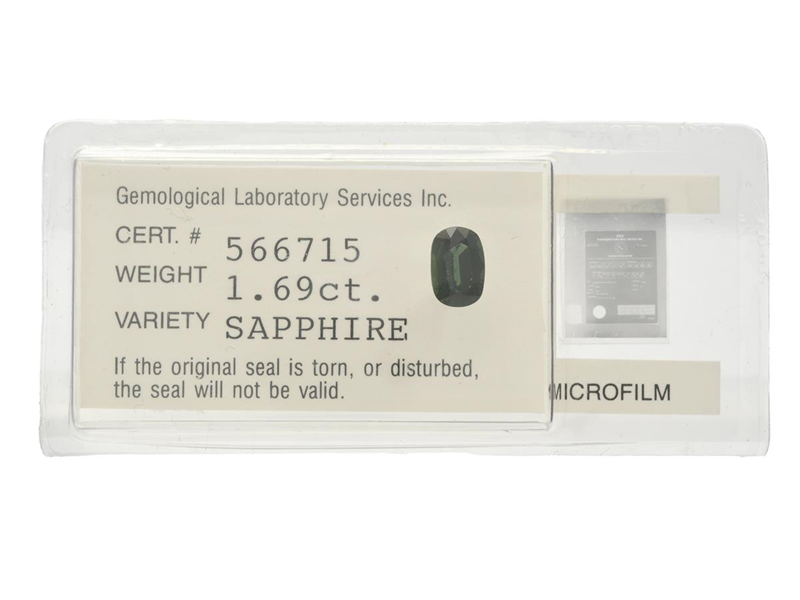 Gemological Laboratory Services Inc.
CERT. # 566715
WEIGHT 1.69ct.
VARIETY SAPPHIRE
If the original seal is torn, or disturbed,
the seal will not be valid.
MICROFILM